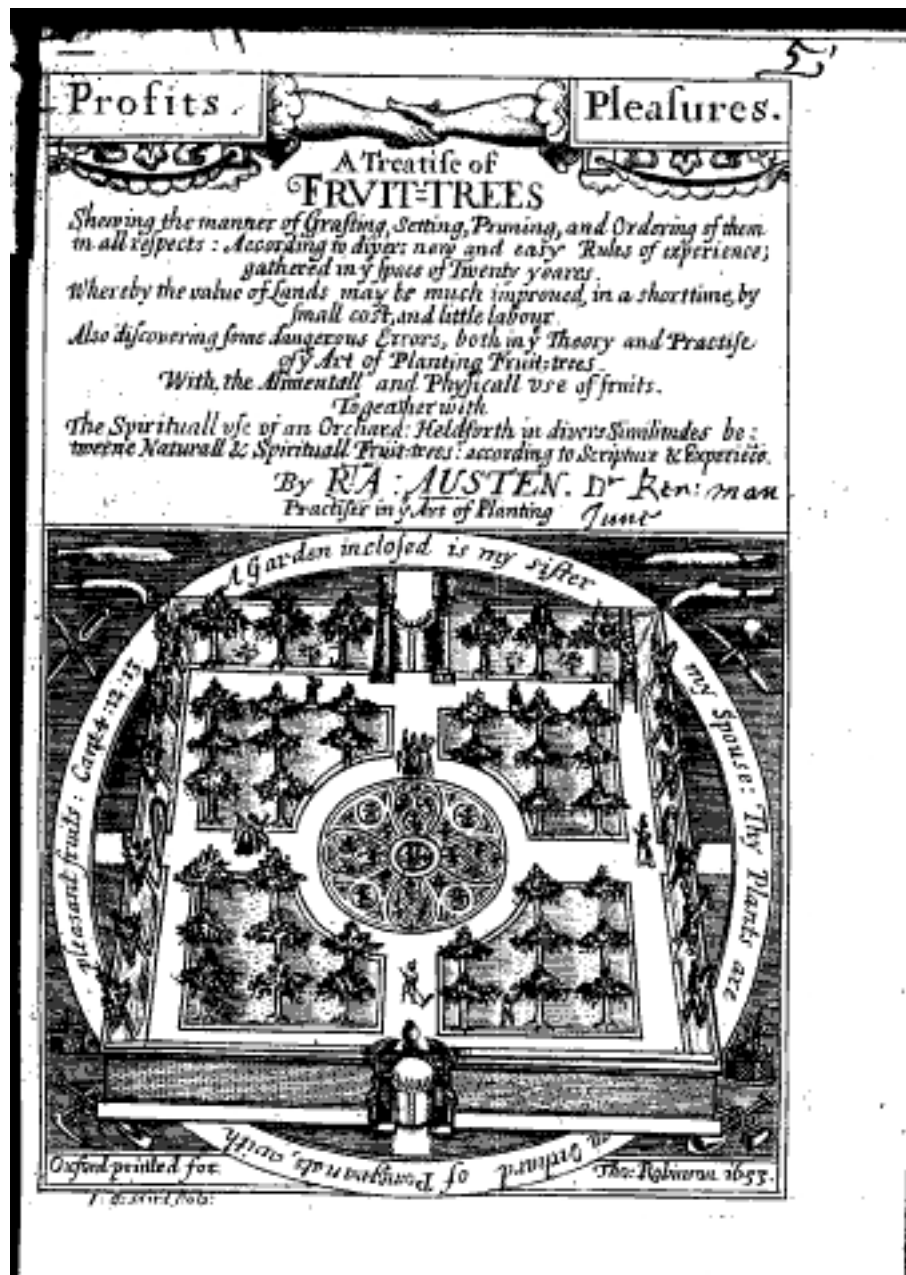 Profits.
Pleaſures.
A Treatiſe of
FRVIT=TREES
Shewing the manner of Grafting, Setting, Pruning, and Ordering of them
in all reſpects: According to divers new and eaſy Rules of experience;
gathered in ẏ ſpace of Twenty yeares.
Whereby the value of Lands may be much improued, in a shorttime, by
ſmall coſt, and little labour.
Alſo diſcovering ſome dangerous Errors, both in ẏ Theory and Practiſe
of ẏ Art of Planting Fruit=trees.
With, the Alimentall and Phyſicall vse of fruits.
Togeather with
The Spirituall vſe of an Orchard: Heldforth in divers Similitudes be:
tweene Naturall & Spirituall Fruit=trees: according to Scripture & Experiēce.
By RA: AUSTEN.
Practiſer in ẏ Art of Planting
June
A Garden incloſed is my siſter
my Spouse: Thy Plants are
an Orchard of Pomgranats, with
pleasant fruits: Cant: 4: 12: 13
Oxford printed for
Tho: Robinson 1653.